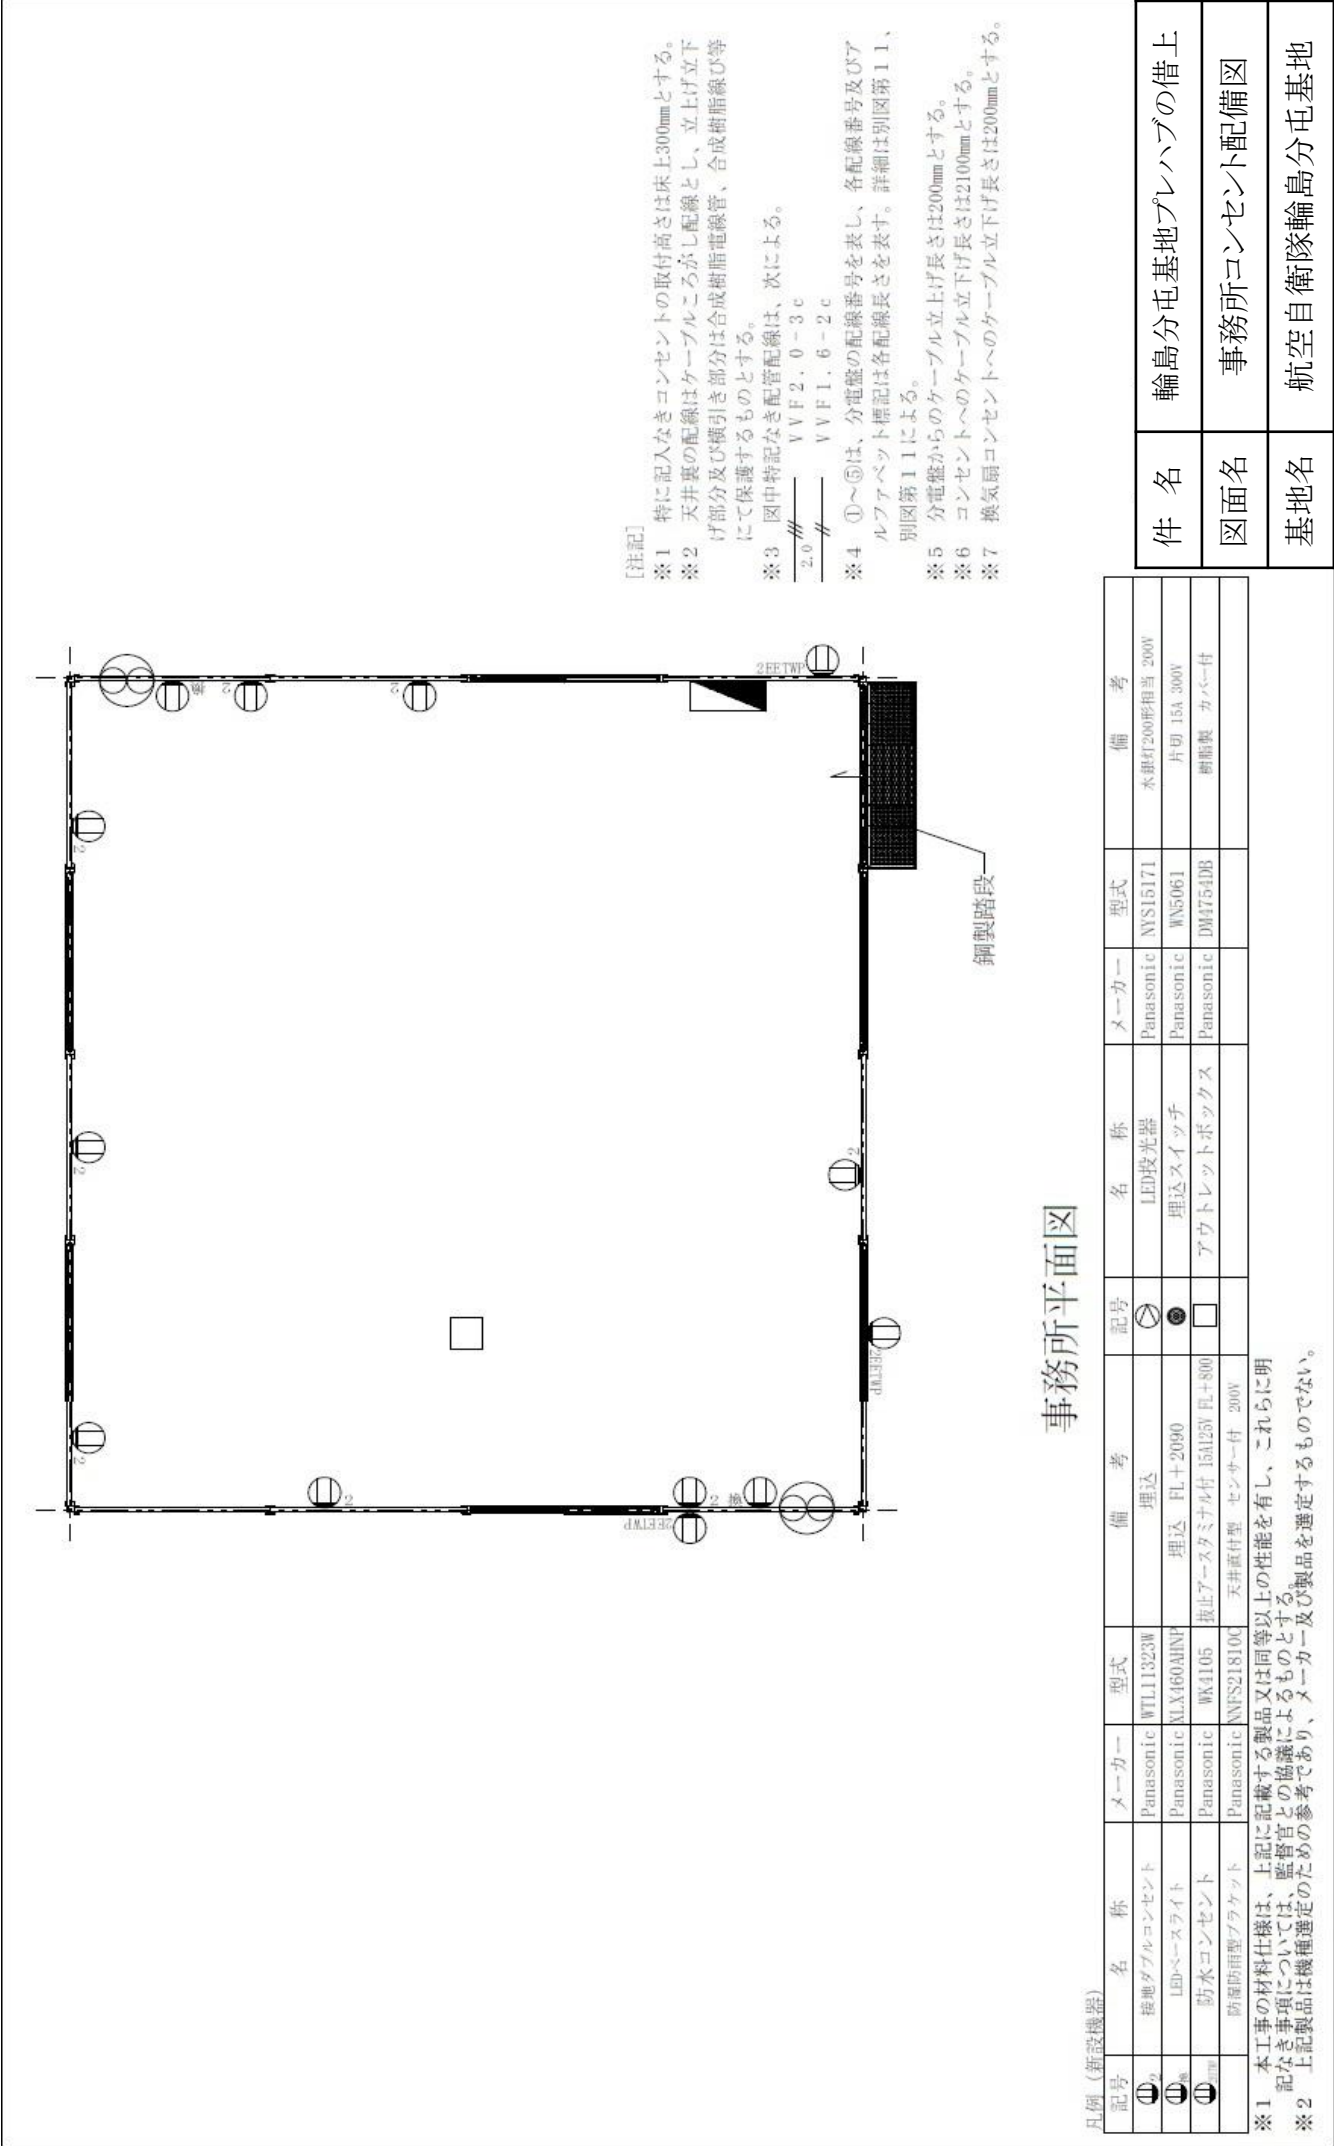 2
2
2
2
2
2
2
2
2EETWP
2EETWP
2EETWP
鋼製踏段
事務所平面図
[注記]
※1 特に記入なきコンセントの取付高さは床上300mmとする。
※2 天井裏の配線はケーブルころがし配線とし、立上げ立下
げ部分及び横引き部分は合成樹脂電線管、合成樹脂線ぴ等
にて保護するものとする。
※3 図中特記なき配管配線は、次による。
VVF2.0-3c
2.0
VVF1.6-2c
※4 ①~⑤は、分電盤の配線番号を表し、各配線番号及びア
ルファベット標記は各配線長さを表す。詳細は別図第11、
別図第11による。
※5 分電盤からのケーブル立上げ長さは200mmとする。
※6 コンセントへのケーブル立下げ長さは2100mmとする。
※7 換気扇コンセントへのケーブル立下げ長さは200mmとする。
凡例(新設機器)
記号 名称 メーカー 型式 備考 記号 名称 メーカー 型式 備考
2 接地ダブルコンセント Panasonic WTL11323W 埋込 LED投光器 Panasonic NYS15171 水銀灯200形相当 200V
LEDベースライト Panasonic XLX460AHNP 埋込 FL+2090 埋込スイッチ Panasonic WN5061 片切 15A 300V
防水コンセント Panasonic WK4105 抜止アースタミナル付 15A125V FL+800 アウトレットボックス Panasonic DM4754DB 樹脂製 カバー付
防湿防雨型ブラケット Panasonic NNFS21810C 天井直付型 センサー付 200V
※1 本工事の材料仕様は、上記に記載する製品又は同等以上の性能を有し、これらに明
記なき事項については、監督官との協議によるものとする。
※2 上記製品は機種選定のための参考であり、メーカー及び製品を選定するものでない。
件名 輪島分屯基地プレハブの借上
図面名 事務所コンセント配備図
基地名 航空自衛隊輪島分屯基地